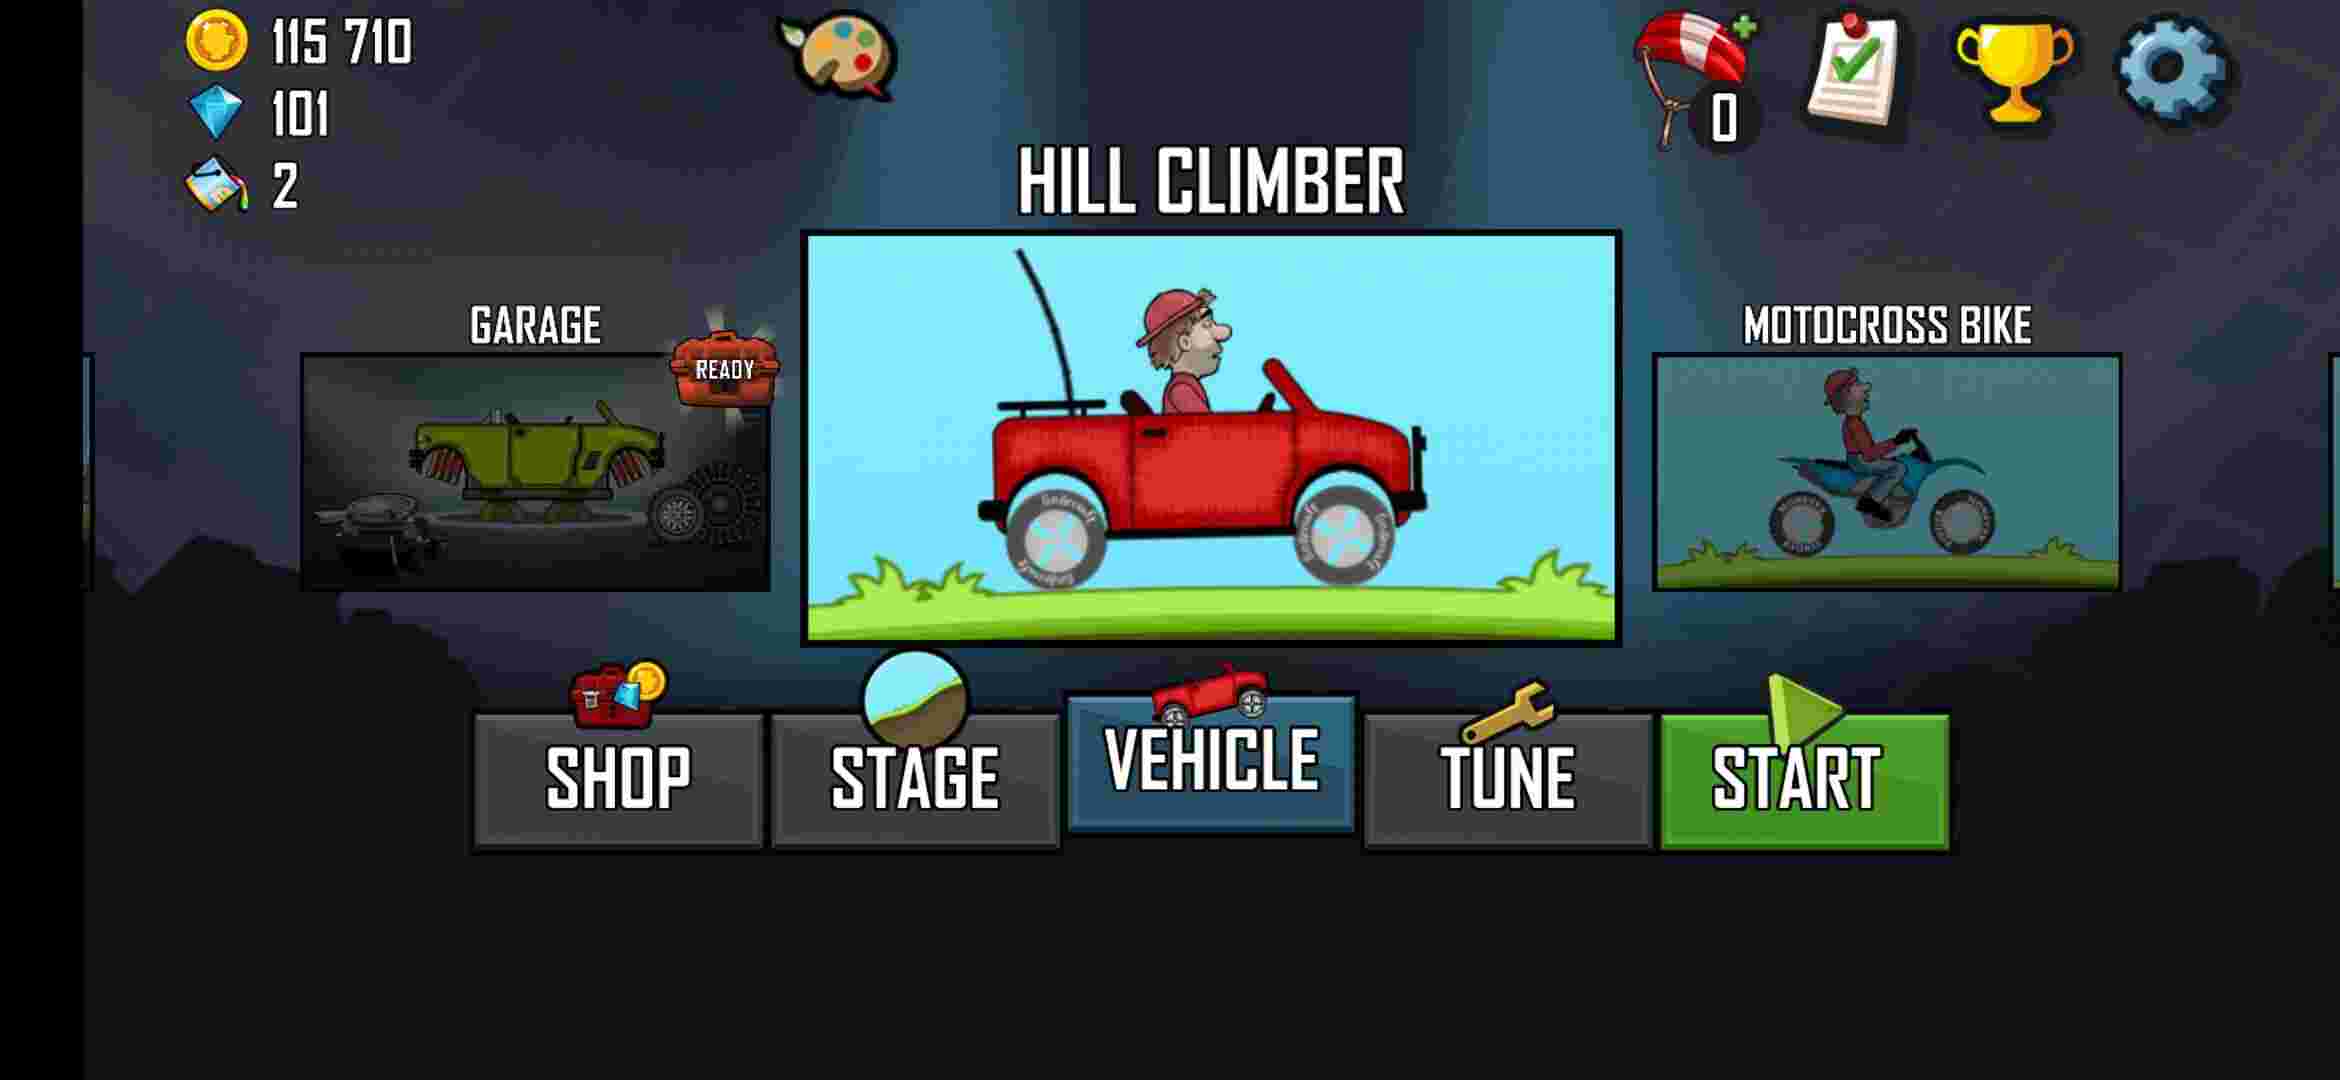 115 710
101
2
0
HILL CLIMBER
GARAGE
READY
MOTOCROSS BIKE
SHOP
STAGE
VEHICLE
TUNE
START